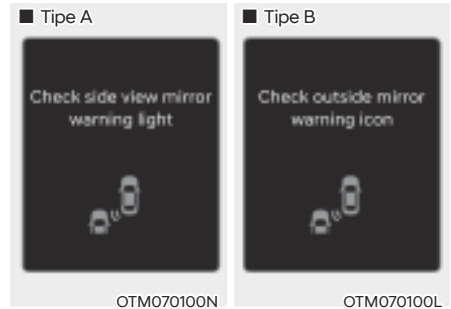 ■ Tipe A
Check side view mirror
warning light
OTM070100N
■ Tipe B
Check outside mirror
warning icon
OTM070100L